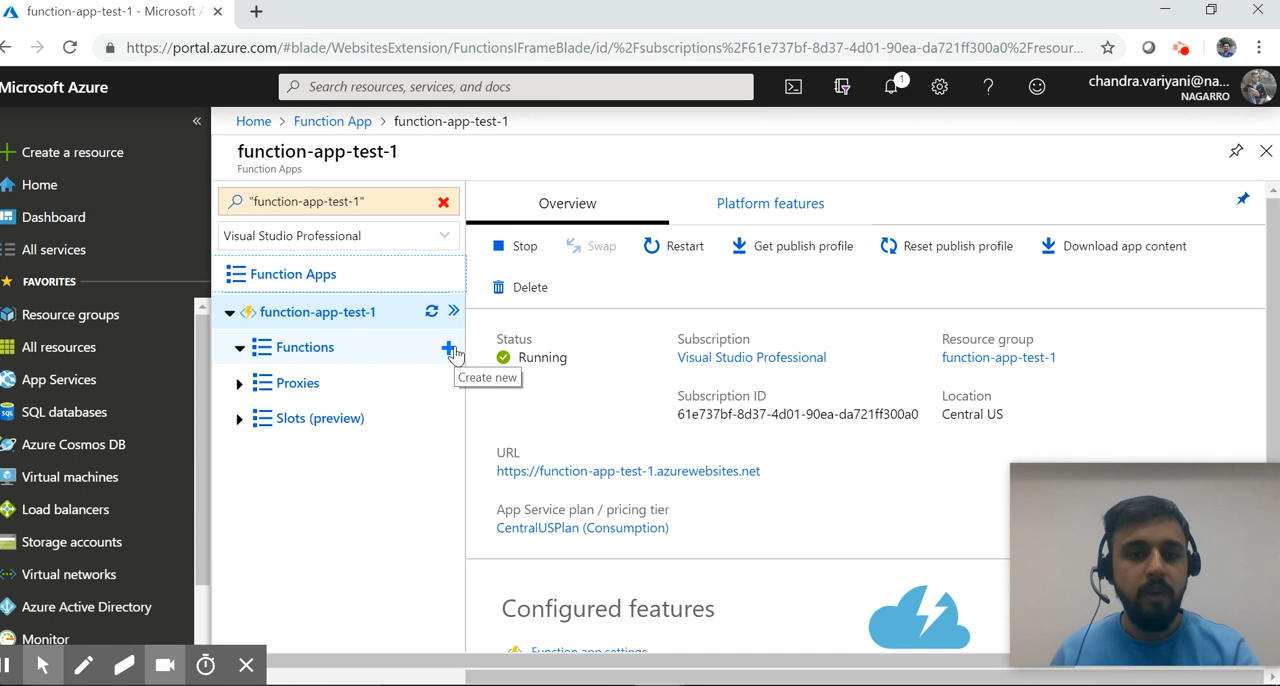 function-app-test-1 - Microsoft A
https://portal.azure.com/#blade/WebsitesExtension/FunctionsIFrameBlade/id/%2Fsubscriptions%2F61e737bf-8d37-4d01-90ea-da721ff300a0%2Fresour...
Microsoft Azure
Search resources, services, and docs
1
chandra.variyani@na...
NAGARRO
Create a resource
Home
Dashboard
All services
FAVORITES
Resource groups
All resources
App Services
SQL databases
Azure Cosmos DB
Virtual machines
Load balancers
Storage accounts
Virtual networks
Azure Active Directory
Monitor
Home > Function App > function-app-test-1
function-app-test-1
Function Apps
"function-app-test-1"
Visual Studio Professional
Function Apps
function-app-test-1
Functions
Create new
Proxies
Slots (preview)
Overview
Platform features
Stop
Swap
Restart
Get publish profile
Reset publish profile
Download app content
Delete
Status
Running
Subscription
Visual Studio Professional
Resource group
function-app-test-1
Subscription ID
61e737bf-8d37-4d01-90ea-da721ff300a0
Location
Central US
URL
https://function-app-test-1.azurewebsites.net
App Service plan / pricing tier
CentralUSPlan (Consumption)
Configured features
Function app settings